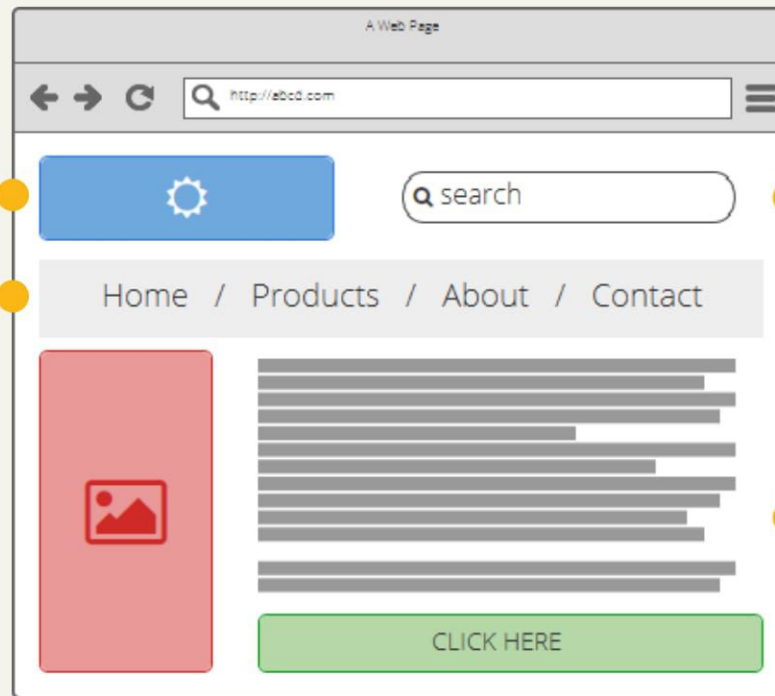 A Web Page
http://abcd.com
search
Home / Products / About / Contact
CLICK HERE